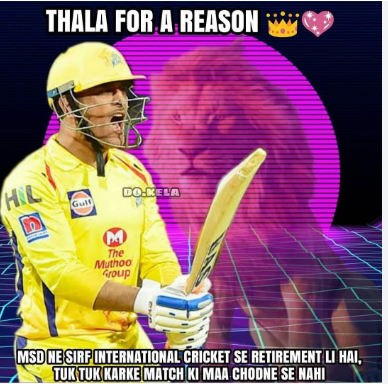 THALA FOR A REASON 👑💖
DO.KELA
HIL
Gulf
M
The
Muthoot
Group
MSD NE SIRF INTERNATIONAL CRICKET SE RETIREMENT LI HAI,
TUK TUK KARKE MATCH KI MAA CHODNE SE NAHI